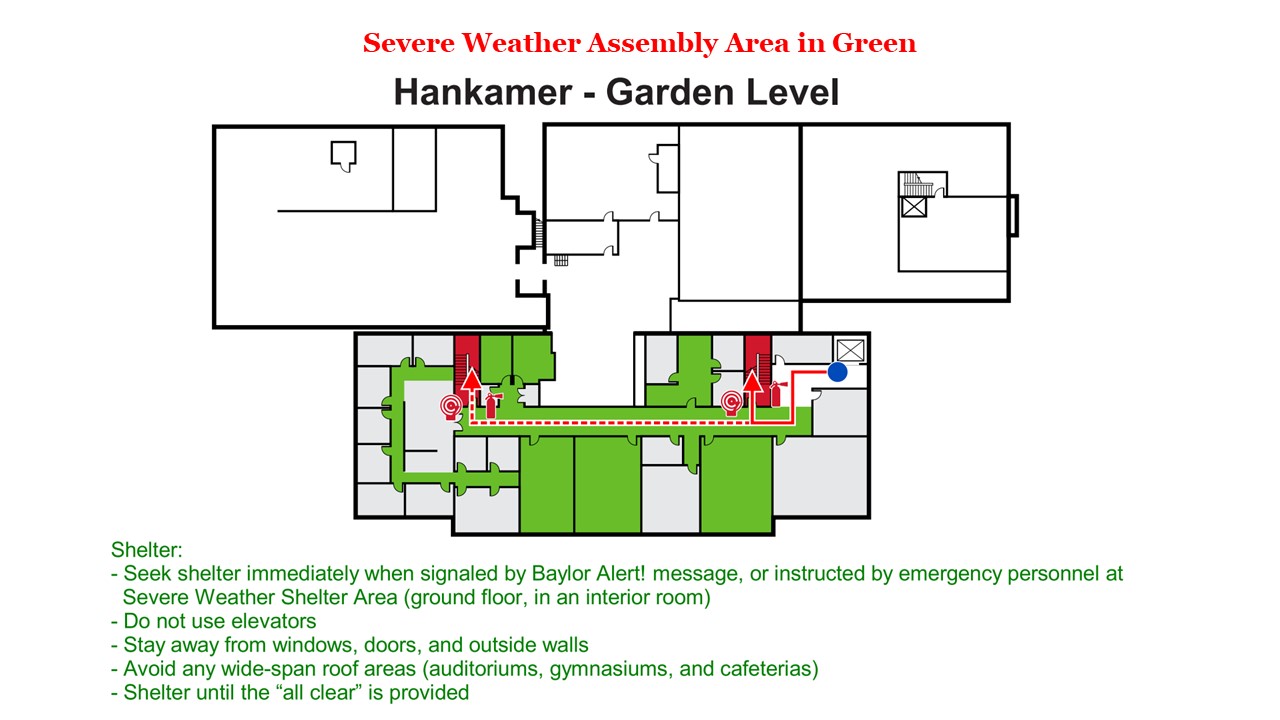 Severe Weather Assembly Area in Green
Hankamer - Garden Level
Shelter:
- Seek shelter immediately when signaled by Baylor Alert! message, or instructed by emergency personnel at
Severe Weather Shelter Area (ground floor, in an interior room)
- Do not use elevators
- Stay away from windows, doors, and outside walls
- Avoid any wide-span roof areas (auditoriums, gymnasiums, and cafeterias)
- Shelter until the “all clear” is provided